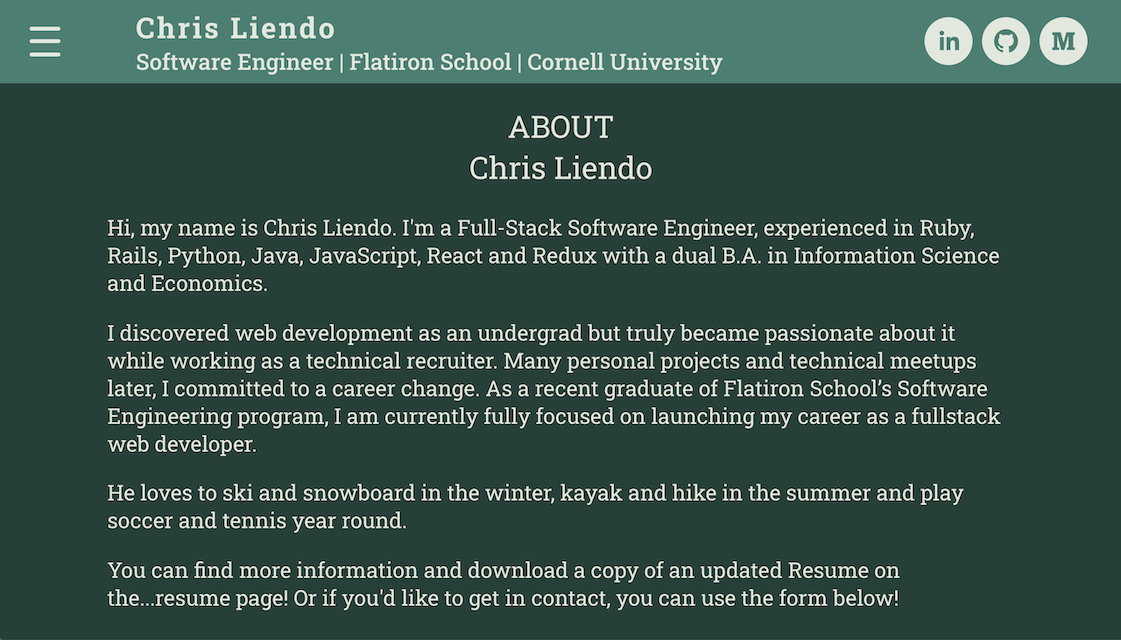 Chris Liendo
Software Engineer | Flatiron School | Cornell University
in
M
ABOUT
Chris Liendo
Hi, my name is Chris Liendo. I'm a Full-Stack Software Engineer, experienced in Ruby,
Rails, Python, Java, JavaScript, React and Redux with a dual B.A. in Information Science
and Economics.
I discovered web development as an undergrad but truly became passionate about it
while working as a technical recruiter. Many personal projects and technical meetups
later, I committed to a career change. As a recent graduate of Flatiron School’s Software
Engineering program, I am currently fully focused on launching my career as a fullstack
web developer.
He loves to ski and snowboard in the winter, kayak and hike in the summer and play
soccer and tennis year round.
You can find more information and download a copy of an updated Resume on
the...resume page! Or if you'd like to get in contact, you can use the form below!